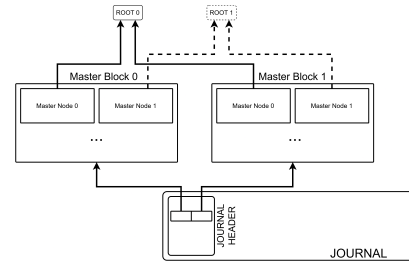 ROOT 0
ROOT 1
Master Block 0
Master Block 1
Master Node 0
Master Node 1
Master Node 0
Master Node 1
...
...
JOURNAL
HEADER
JOURNAL